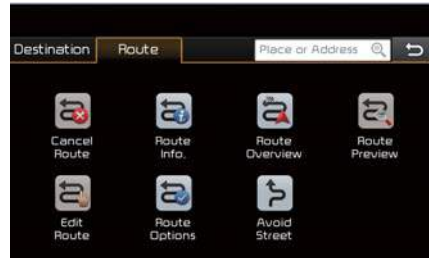 Destination Route Place or Address
Cancel Route Route Route
Route Info. Overview Preview
Edit Route Avoid
Route Options Street